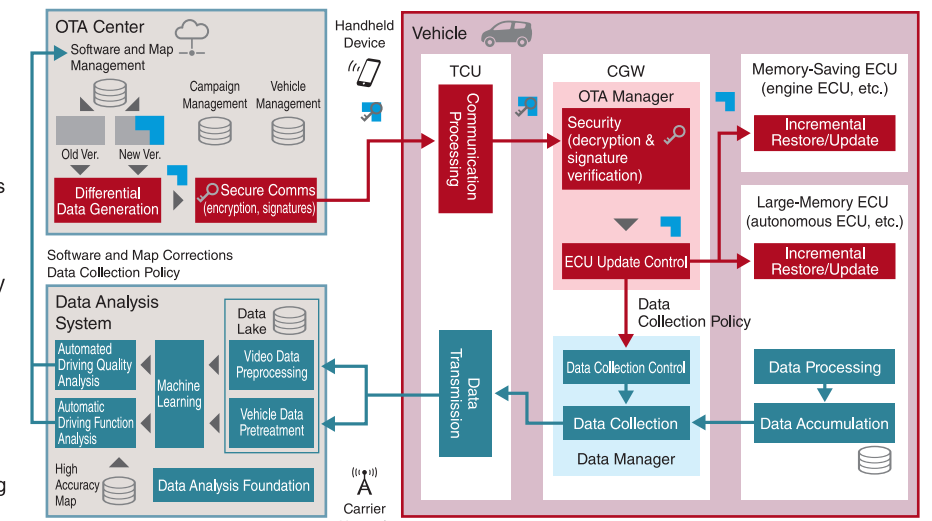 OTA Center
Software and Map
Management
Campaign
Management
Vehicle
Management
Old Ver.
New Ver.
Differential
Data Generation
Secure Comms
(encryption, signatures)
Handheld
Device
Vehicle
TCU
Communication
Processing
CGW
OTA Manager
Security
(decryption &
signature
verification)
ECU Update Control
Memory-Saving ECU
(engine ECU, etc.)
Incremental
Restore/Update
Large-Memory ECU
(autonomous ECU, etc.)
Incremental
Restore/Update
s
y
g
Software and Map Corrections
Data Collection Policy
Data Analysis
System
Data
Lake
Automated
Driving Quality
Analysis
Automatic
Driving Function
Analysis
Machine
Learning
Video Data
Preprocessing
Vehicle Data
Pretreatment
High
Accuracy
Map
Data Analysis Foundation
Carrier
Data
Transmission
Data
Collection Policy
Data Collection Control
Data Collection
Data Manager
Data Processing
Data Accumulation